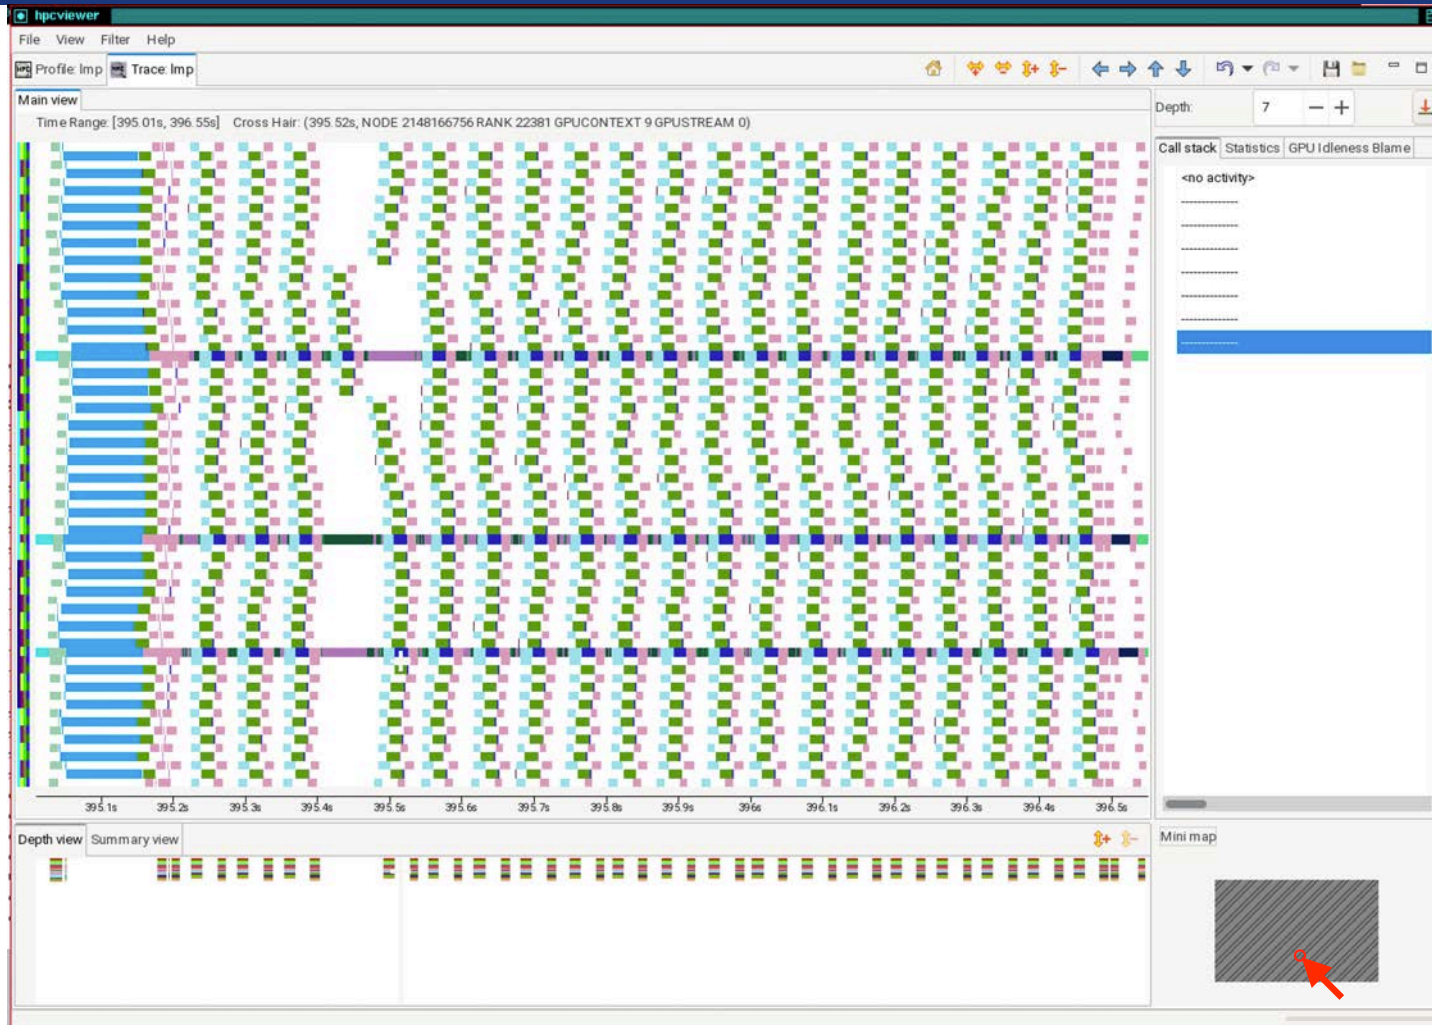 hpcviewer
File View Filter Help
Profile: lmp Trace: lmp
Main view
Time Range: [395.01s, 396.55s] Cross Hair: (395.52s, NODE 2148166756 RANK 22381 GPUCONTEXT 9 GPUSTREAM 0)
Depth: 7
Call stack Statistics GPU Idleness Blame
<no activity>
-------------
-------------
-------------
-------------
-------------
-------------
-------------
395.1s 395.2s 395.3s 395.4s 395.5s 395.6s 395.7s 395.8s 395.9s 396s 396.1s 396.2s 396.3s 396.4s 396.5s
Depth view Summary view
Mini map